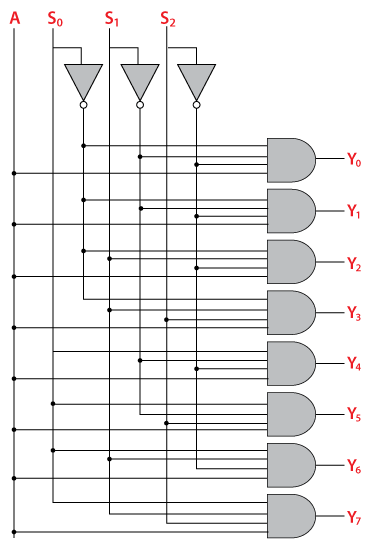 A S₀ S₁ S₂
Y₀
Y₁
Y₂
Y₃
Y₄
Y₅
Y₆
Y₇